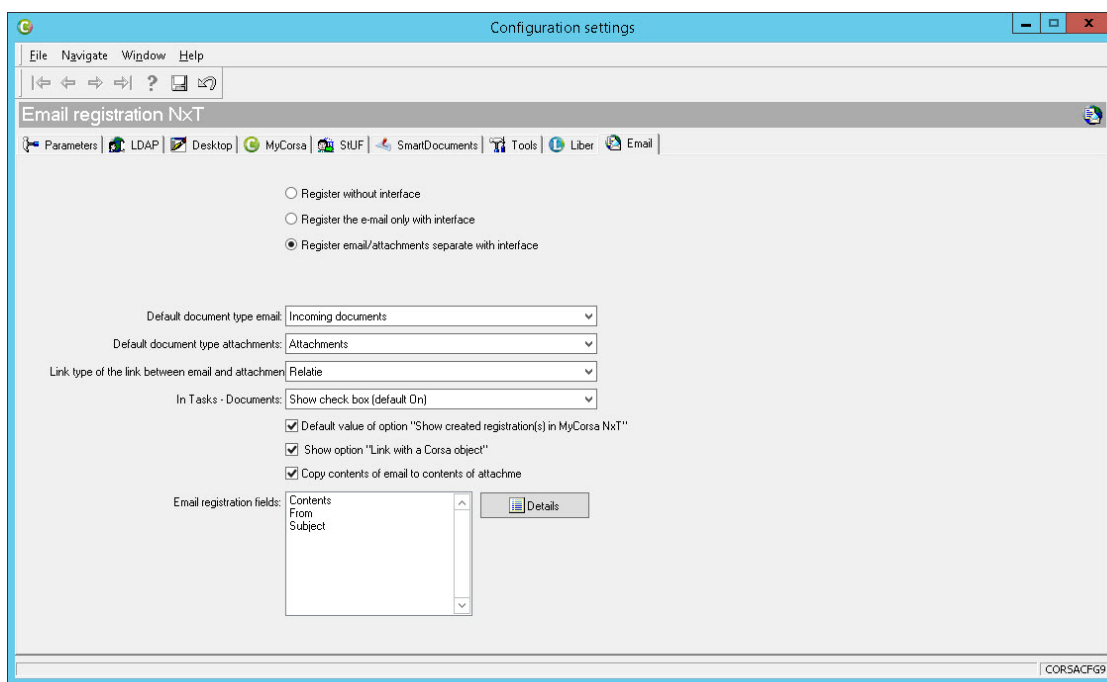 Configuration settings
File Navigate Window Help
Email registration NxT
Parameters LDAP Desktop MyCorsa StUF SmartDocuments Tools Liber Email
Register without interface
Register the e-mail only with interface
Register email/attachments separate with interface
Default document type email: Incoming documents
Default document type attachments: Attachments
Link type of the link between email and attachmen Relatie
In Tasks - Documents: Show check box (default On)
Default value of option "Show created registration(s) in MyCorsa NxT"
Show option "Link with a Corsa object"
Copy contents of email to contents of attachme
Email registration fields: Contents Details
From
Subject
CORSACFG9